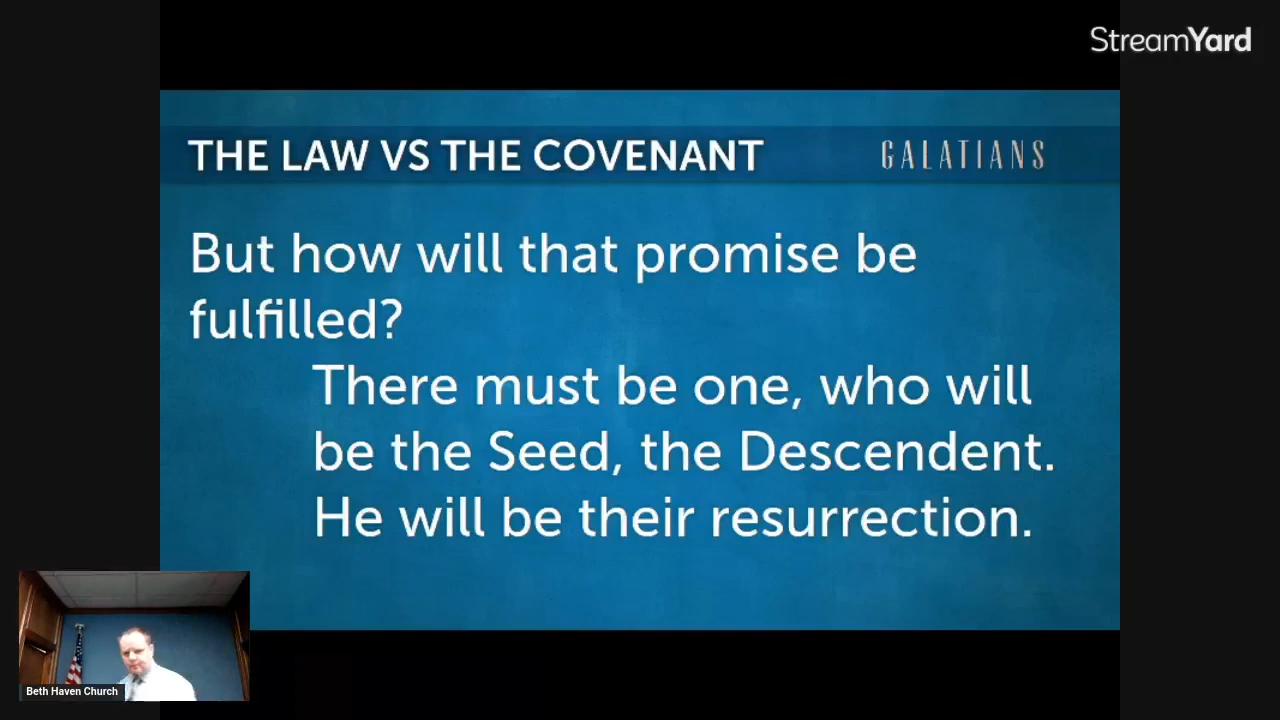 StreamYard
THE LAW VS THE COVENANT
GALATIANS
But how will that promise be
fulfilled?
There must be one, who will
be the Seed, the Descendent.
He will be their resurrection.
Beth Haven Church